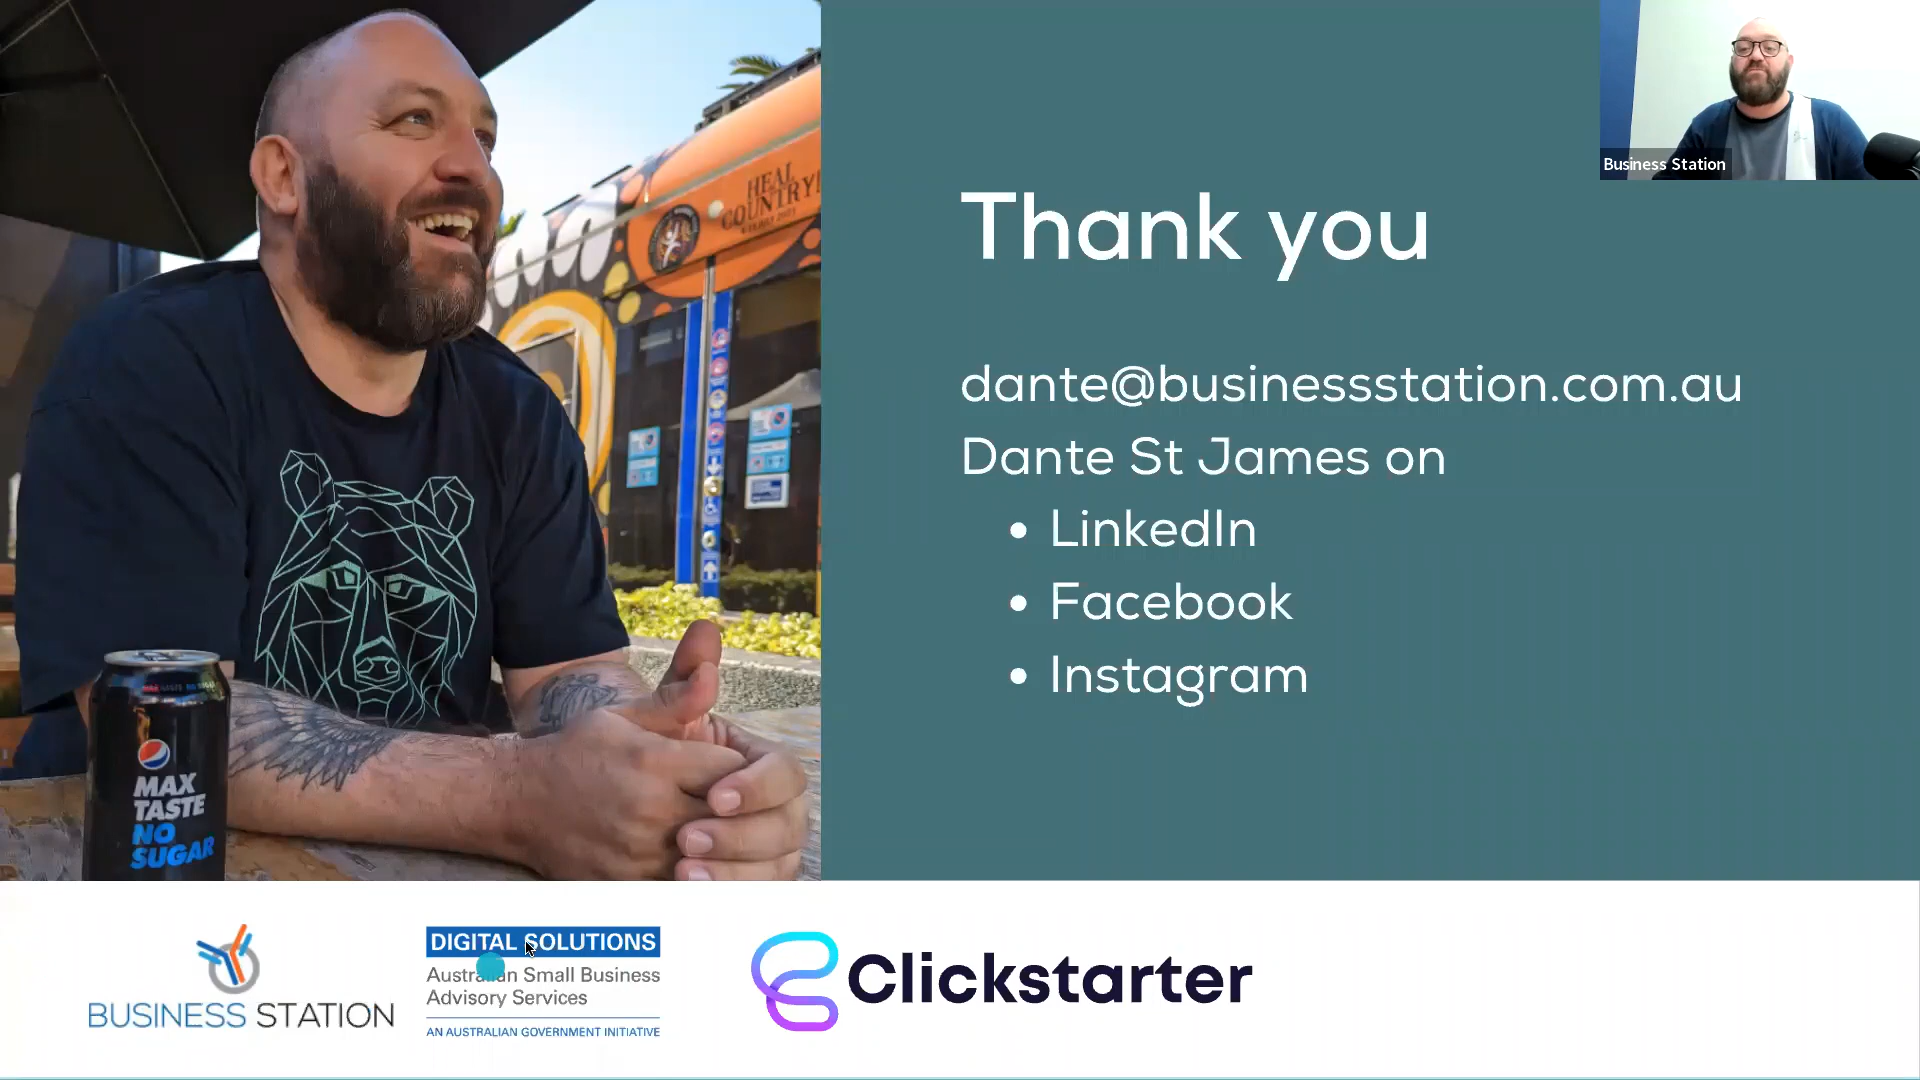 Business Station
HEAL
COUNTRY!
Thank you
dante@businessstation.com.au
Dante St James on
• LinkedIn
• Facebook
• Instagram
MAX
TASTE
NO
SUGAR
BUSINESS STATION
DIGITAL SOLUTIONS
Australian Small Business
Advisory Services
AN AUSTRALIAN GOVERNMENT INITIATIVE
Clickstarter